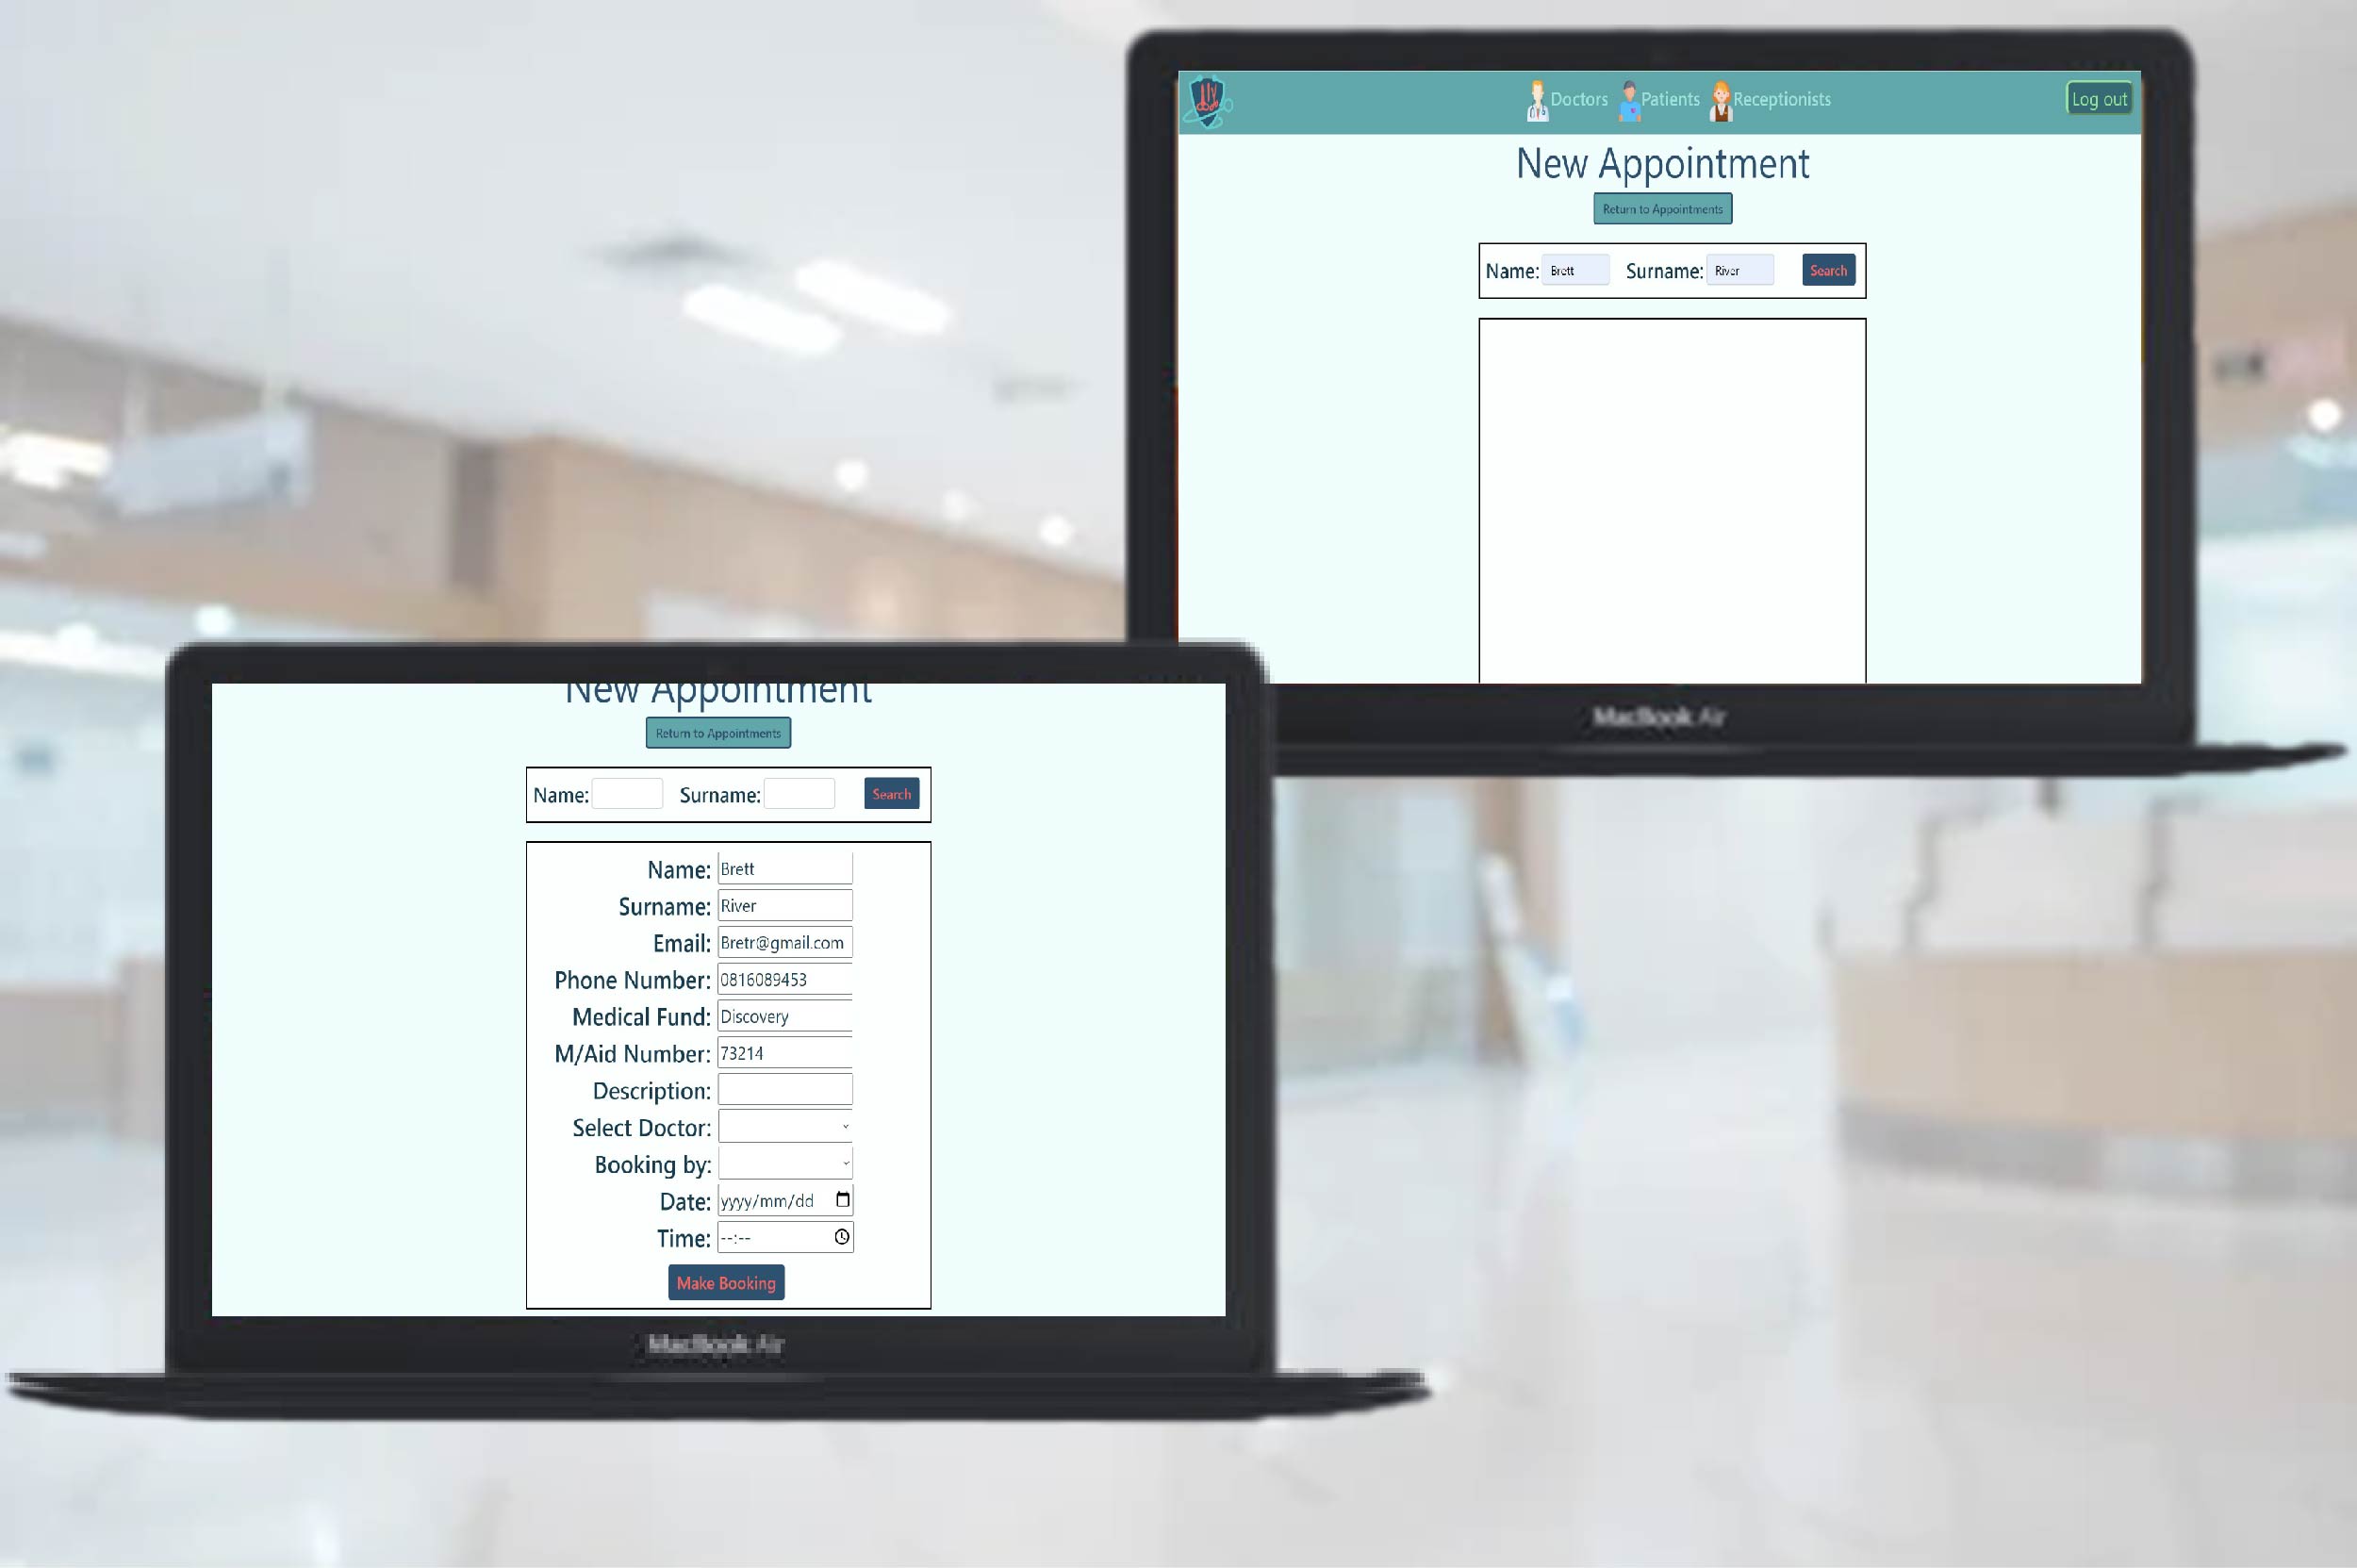 Doctors Patients Receptionists Log out
New Appointment
Return to Appointments
Name: Brett Surname: River Search
MacBook Air
New Appointment
Return to Appointments
Name: Surname: Search
Name: Brett
Surname: River
Email: Bretr@gmail.com
Phone Number: 0816089453
Medical Fund: Discovery
M/Aid Number: 73214
Description:
Select Doctor:
Booking by:
Date: yyyy/mm/dd
Time: --:--
Make Booking
MacBook Air